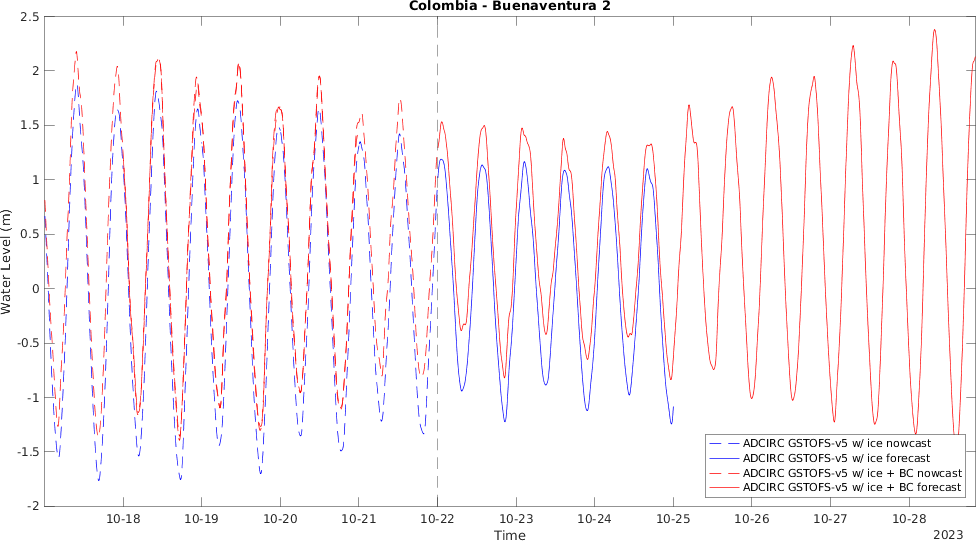 Colombia - Buenaventura 2
2.5
2
1.5
1
0.5
0
-0.5
-1
-1.5
-2
Water Level (m)
ADCIRC GSTOFS-v5 w/ ice nowcast
ADCIRC GSTOFS-v5 w/ ice forecast
ADCIRC GSTOFS-v5 w/ ice + BC nowcast
ADCIRC GSTOFS-v5 w/ ice + BC forecast
10-18 10-19 10-20 10-21 10-22 10-23 10-24 10-25 10-26 10-27 10-28
Time
2023